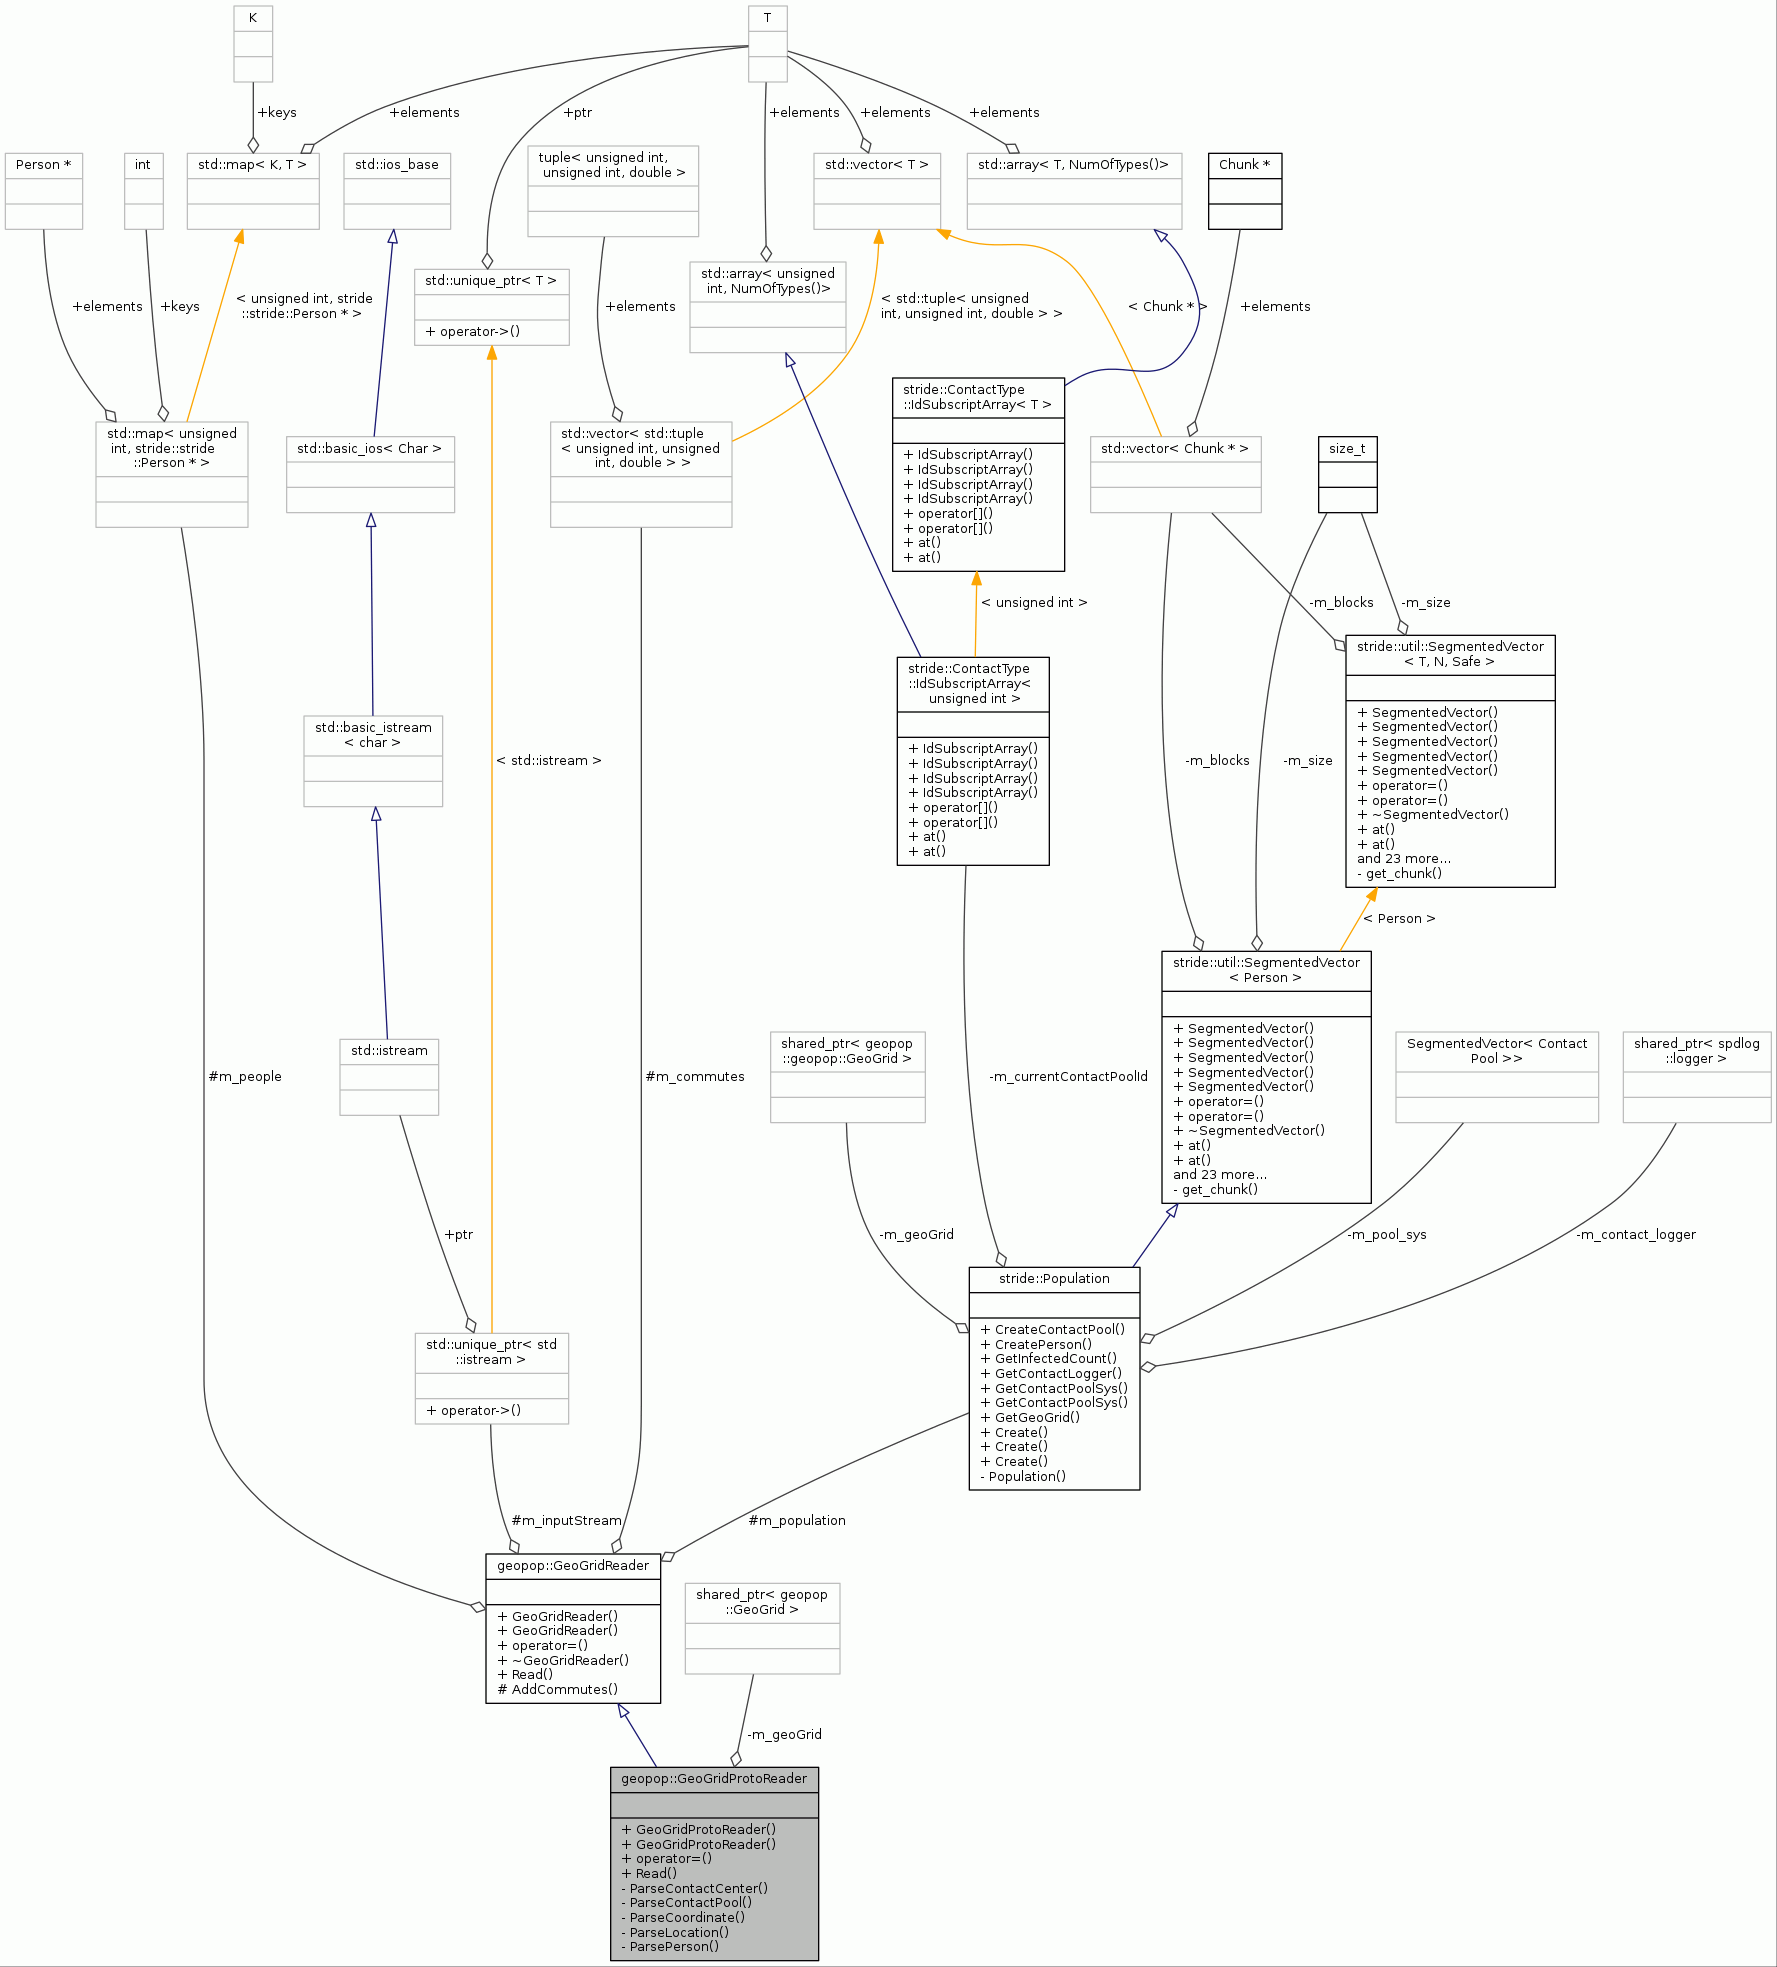 K
T
+keys
+elements
+ptr
+elements
+elements
+elements
Person *
int
std::map< K, T >
std::ios_base
tuple< unsigned int,
unsigned int, double >
std::vector< T >
std::array< T, NumOfTypes()>
Chunk *
std::unique_ptr< T >
+ operator->()
std::array< unsigned
int, NumOfTypes()>
+elements
+keys
< unsigned int, stride
::stride::Person * >
+elements
< std::tuple< unsigned
int, unsigned int, double > >
< Chunk * >
+elements
stride::ContactType
::IdSubscriptArray< T >
+ IdSubscriptArray()
+ IdSubscriptArray()
+ IdSubscriptArray()
+ IdSubscriptArray()
+ operator[]()
+ operator[]()
+ at()
+ at()
std::map< unsigned
int, stride::stride
::Person * >
std::basic_ios< Char >
std::vector< std::tuple
< unsigned int, unsigned
int, double > >
std::vector< Chunk * >
size_t
< unsigned int >
-m_blocks
-m_size
stride::util::SegmentedVector
< T, N, Safe >
+ SegmentedVector()
+ SegmentedVector()
+ SegmentedVector()
+ SegmentedVector()
+ SegmentedVector()
+ operator=()
+ operator=()
+ ~SegmentedVector()
+ at()
+ at()
and 23 more...
- get_chunk()
stride::ContactType
::IdSubscriptArray<
unsigned int >
+ IdSubscriptArray()
+ IdSubscriptArray()
+ IdSubscriptArray()
+ IdSubscriptArray()
+ operator[]()
+ operator[]()
+ at()
+ at()
std::basic_istream
< char >
< std::istream >
-m_blocks
-m_size
< Person >
stride::util::SegmentedVector
< Person >
+ SegmentedVector()
+ SegmentedVector()
+ SegmentedVector()
+ SegmentedVector()
+ SegmentedVector()
+ operator=()
+ operator=()
+ ~SegmentedVector()
+ at()
+ at()
and 23 more...
- get_chunk()
std::istream
shared_ptr< geopop
::geopop::GeoGrid >
SegmentedVector< Contact
Pool >>
shared_ptr< spdlog
::logger >
#m_people
#m_commutes
-m_currentContactPoolId
+ptr
-m_geoGrid
-m_pool_sys
-m_contact_logger
stride::Population
+ CreateContactPool()
+ CreatePerson()
+ GetInfectedCount()
+ GetContactLogger()
+ GetContactPoolSys()
+ GetContactPoolSys()
+ GetGeoGrid()
+ Create()
+ Create()
+ Create()
- Population()
std::unique_ptr< std
::istream >
+ operator->()
#m_inputStream
#m_population
geopop::GeoGridReader
+ GeoGridReader()
+ GeoGridReader()
+ operator=()
+ ~GeoGridReader()
+ Read()
# AddCommutes()
shared_ptr< geopop
::GeoGrid >
-m_geoGrid
geopop::GeoGridProtoReader
+ GeoGridProtoReader()
+ GeoGridProtoReader()
+ operator=()
+ Read()
- ParseContactCenter()
- ParseContactPool()
- ParseCoordinate()
- ParseLocation()
- ParsePerson()